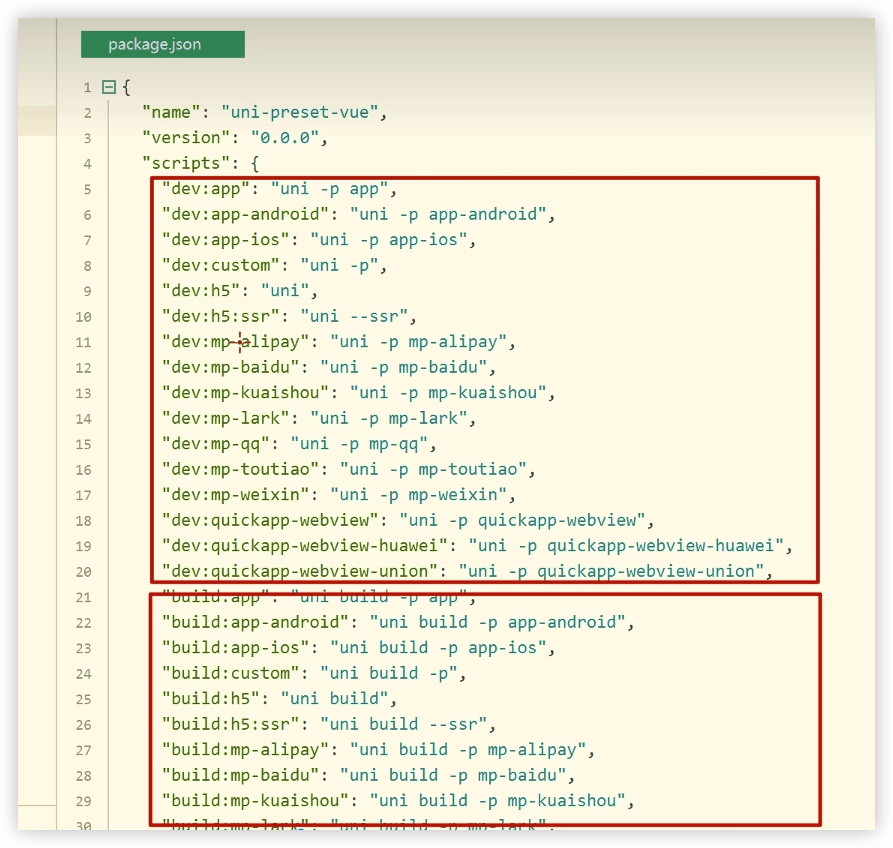 package.json
1 {
2 "name": "uni-preset-vue",
3 "version": "0.0.0",
4 "scripts": {
5 "dev:app": "uni -p app",
6 "dev:app-android": "uni -p app-android",
7 "dev:app-ios": "uni -p app-ios",
8 "dev:custom": "uni -p",
9 "dev:h5": "uni",
10 "dev:h5:ssr": "uni --ssr",
11 "dev:mp-alipay": "uni -p mp-alipay",
12 "dev:mp-baidu": "uni -p mp-baidu",
13 "dev:mp-kuaishou": "uni -p mp-kuaishou",
14 "dev:mp-lark": "uni -p mp-lark",
15 "dev:mp-qq": "uni -p mp-qq",
16 "dev:mp-toutiao": "uni -p mp-toutiao",
17 "dev:mp-weixin": "uni -p mp-weixin",
18 "dev:quickapp-webview": "uni -p quickapp-webview",
19 "dev:quickapp-webview-huawei": "uni -p quickapp-webview-huawei",
20 "dev:quickapp-webview-union": "uni -p quickapp-webview-union",
21 "build:app": "uni build -p app",
22 "build:app-android": "uni build -p app-android",
23 "build:app-ios": "uni build -p app-ios",
24 "build:custom": "uni build -p",
25 "build:h5": "uni build",
26 "build:h5:ssr": "uni build --ssr",
27 "build:mp-alipay": "uni build -p mp-alipay",
28 "build:mp-baidu": "uni build -p mp-baidu",
29 "build:mp-kuaishou": "uni build -p mp-kuaishou",
30 "build:mp-lark": "uni build -p mp-lark",